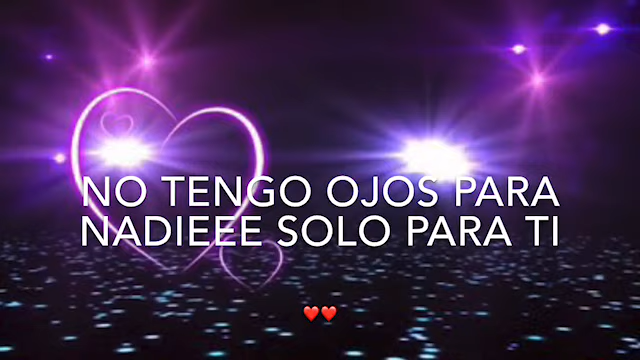 NO TENGO OJOS PARA
NADIEEE SOLO PARA TI
❤️❤️